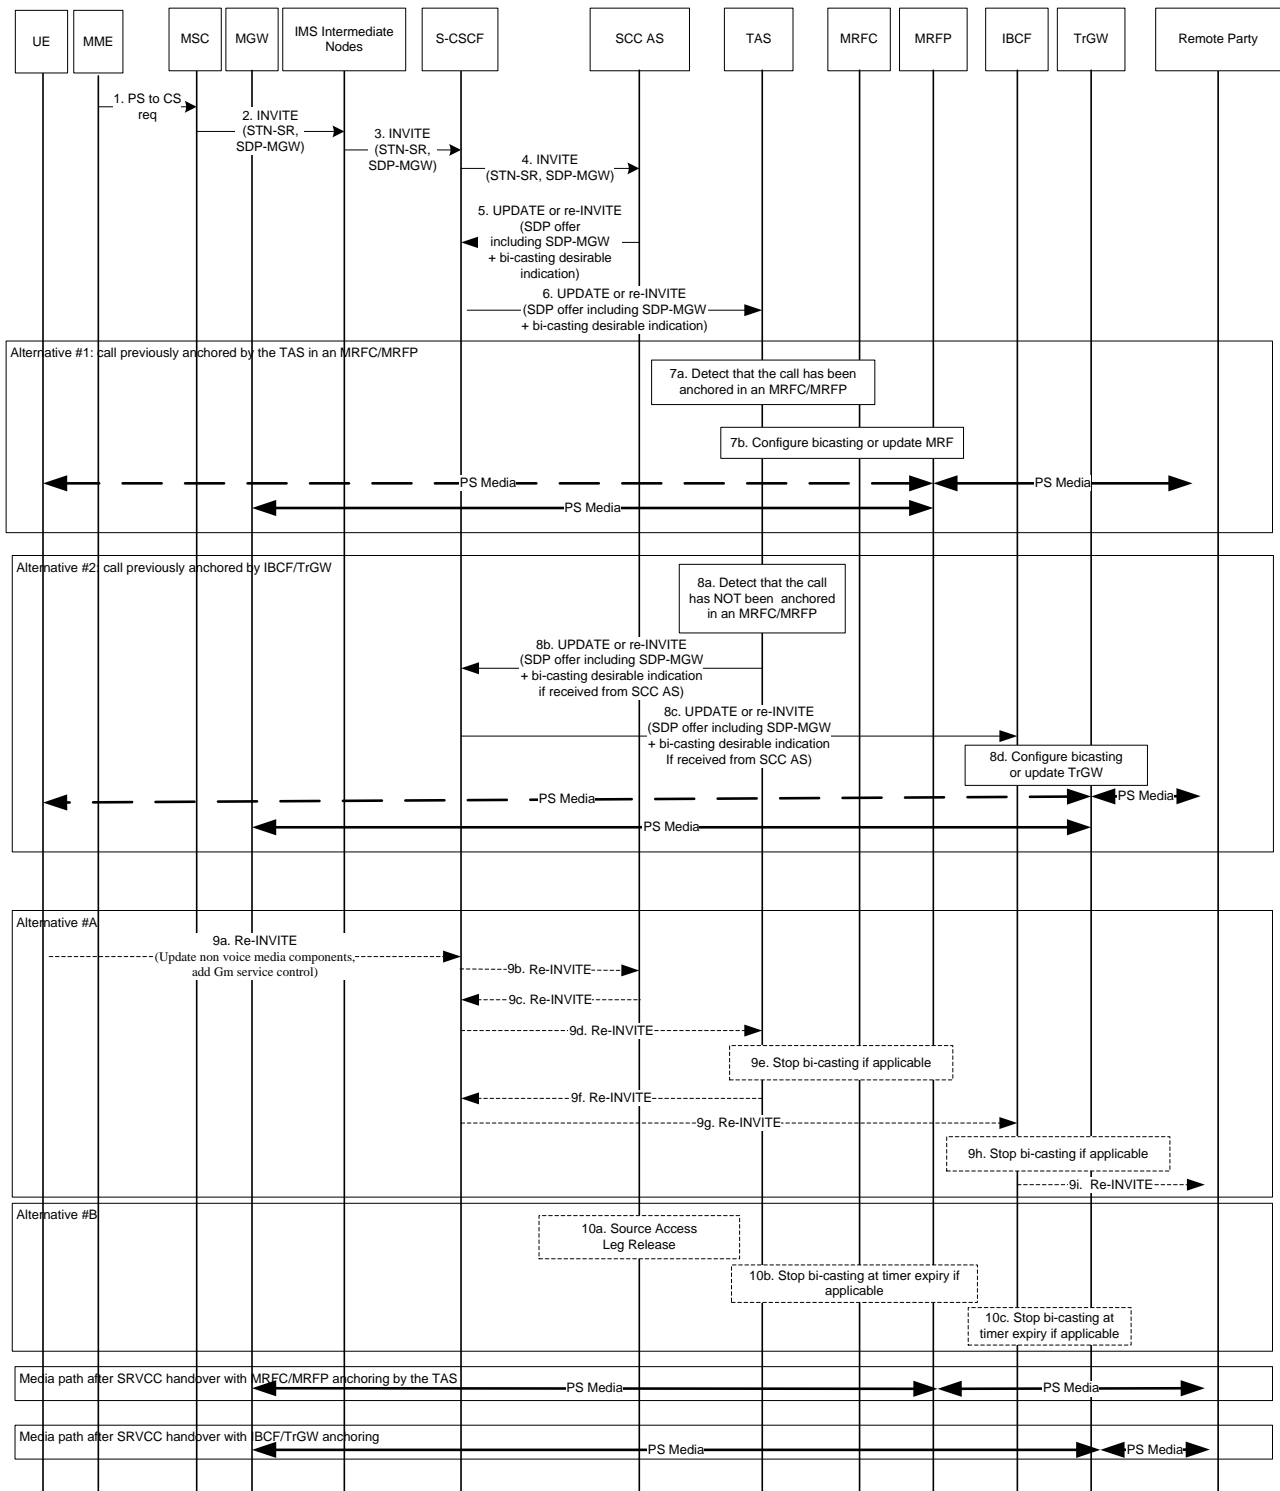 UE
MME
MSC
MGW
IMS Intermediate
Nodes
S-CSCF
SCC AS
TAS
MRFC
MRFP
IBCF
TrGW
Remote Party
1. PS to CS
req
2. INVITE
(STN-SR,
SDP-MGW)
3. INVITE
(STN-SR,
SDP-MGW)
4. INVITE
(STN-SR, SDP-MGW)
5. UPDATE or re-INVITE
(SDP offer
including SDP-MGW
+ bi-casting desirable
indication)
6. UPDATE or re-INVITE
(SDP offer including SDP-MGW
+ bi-casting desirable indication)
Alternative #1: call previously anchored by the TAS in an MRFC/MRFP
7a. Detect that the call has been
anchored in an MRFC/MRFP
7b. Configure bicasting or update MRF
PS Media
PS Media
PS Media
Alternative #2: call previously anchored by IBCF/TrGW
8a. Detect that the call
has NOT been anchored
in an MRFC/MRFP
8b. UPDATE or re-INVITE
(SDP offer including SDP-MGW
+ bi-casting desirable indication
if received from SCC AS)
8c. UPDATE or re-INVITE
(SDP offer including SDP-MGW
+ bi-casting desirable indication
If received from SCC AS)
8d. Configure bicasting
or update TrGW
PS Media
PS Media
PS Media
Alternative #A
9a. Re-INVITE
(Update non voice media components,
add Gm service control)
9b. Re-INVITE
9c. Re-INVITE
9d. Re-INVITE
9e. Stop bi-casting if applicable
9f. Re-INVITE
9g. Re-INVITE
9h. Stop bi-casting if applicable
9i. Re-INVITE
Alternative #B
10a. Source Access
Leg Release
10b. Stop bi-casting at timer expiry if
applicable
10c. Stop bi-casting at
timer expiry if applicable
Media path after SRVCC handover with MRFC/MRFP anchoring by the TAS
PS Media
PS Media
Media path after SRVCC handover with IBCF/TrGW anchoring
PS Media
PS Media